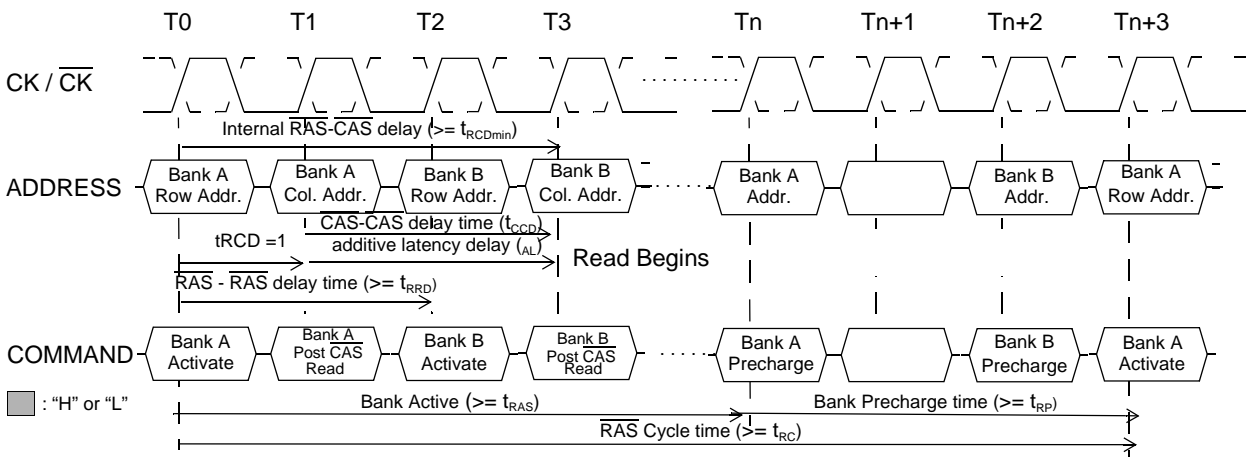 T0 T1 T2 T3 Tn Tn+1 Tn+2 Tn+3
CK / CK
Internal RAS-CAS delay (>= tRCDmin)
ADDRESS
Bank A
Row Addr.
Bank A
Col. Addr.
Bank B
Row Addr.
Bank B
Col. Addr.
Bank A
Addr.
Bank B
Addr.
Bank A
Row Addr.
CAS-CAS delay time (tCCD)
tRCD =1
additive latency delay (AL)
Read Begins
RAS - RAS delay time (>= tRRD)
COMMAND
Bank A
Activate
Bank A
Post CAS
Read
Bank B
Activate
Bank B
Post CAS
Read
Bank A
Precharge
Bank B
Precharge
Bank A
Activate
: “H” or “L”
Bank Active (>= tRAS)
Bank Precharge time (>= tRP)
RAS Cycle time (>= tRC)